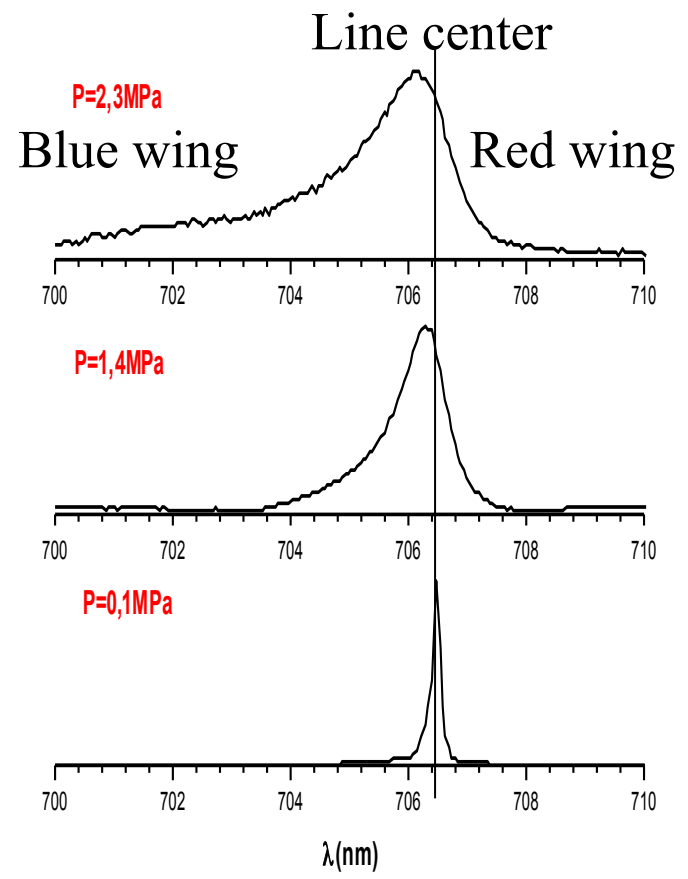 Line center
P=2,3MPa
Blue wing
Red wing
700 702 704 706 708 710
P=1,4MPa
700 702 704 706 708 710
P=0,1MPa
700 702 704 706 708 710
λ(nm)